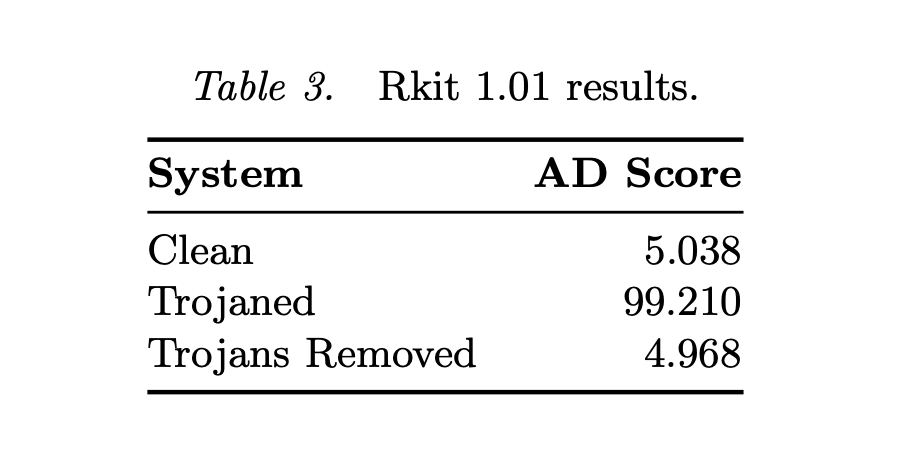 Table 3. Rkit 1.01 results.
System AD Score
Clean 5.038
Trojaned 99.210
Trojans Removed 4.968